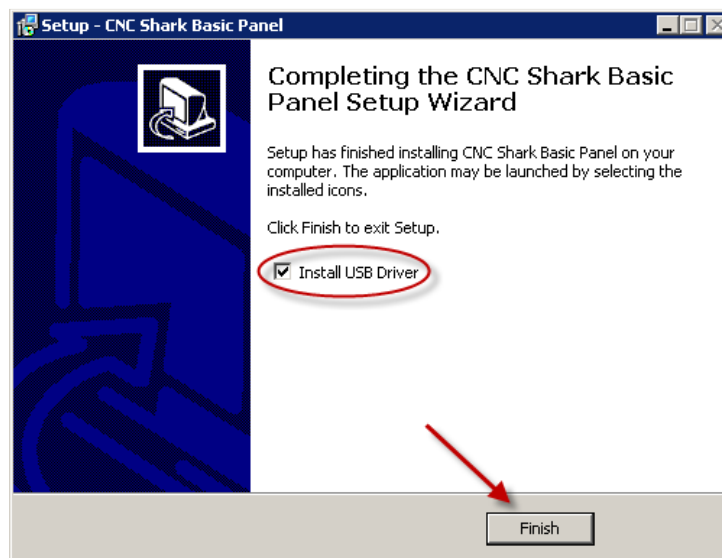 Setup - CNC Shark Basic Panel
Completing the CNC Shark Basic
Panel Setup Wizard
Setup has finished installing CNC Shark Basic Panel on your
computer. The application may be launched by selecting the
installed icons.
Click Finish to exit Setup.
Install USB Driver
Finish